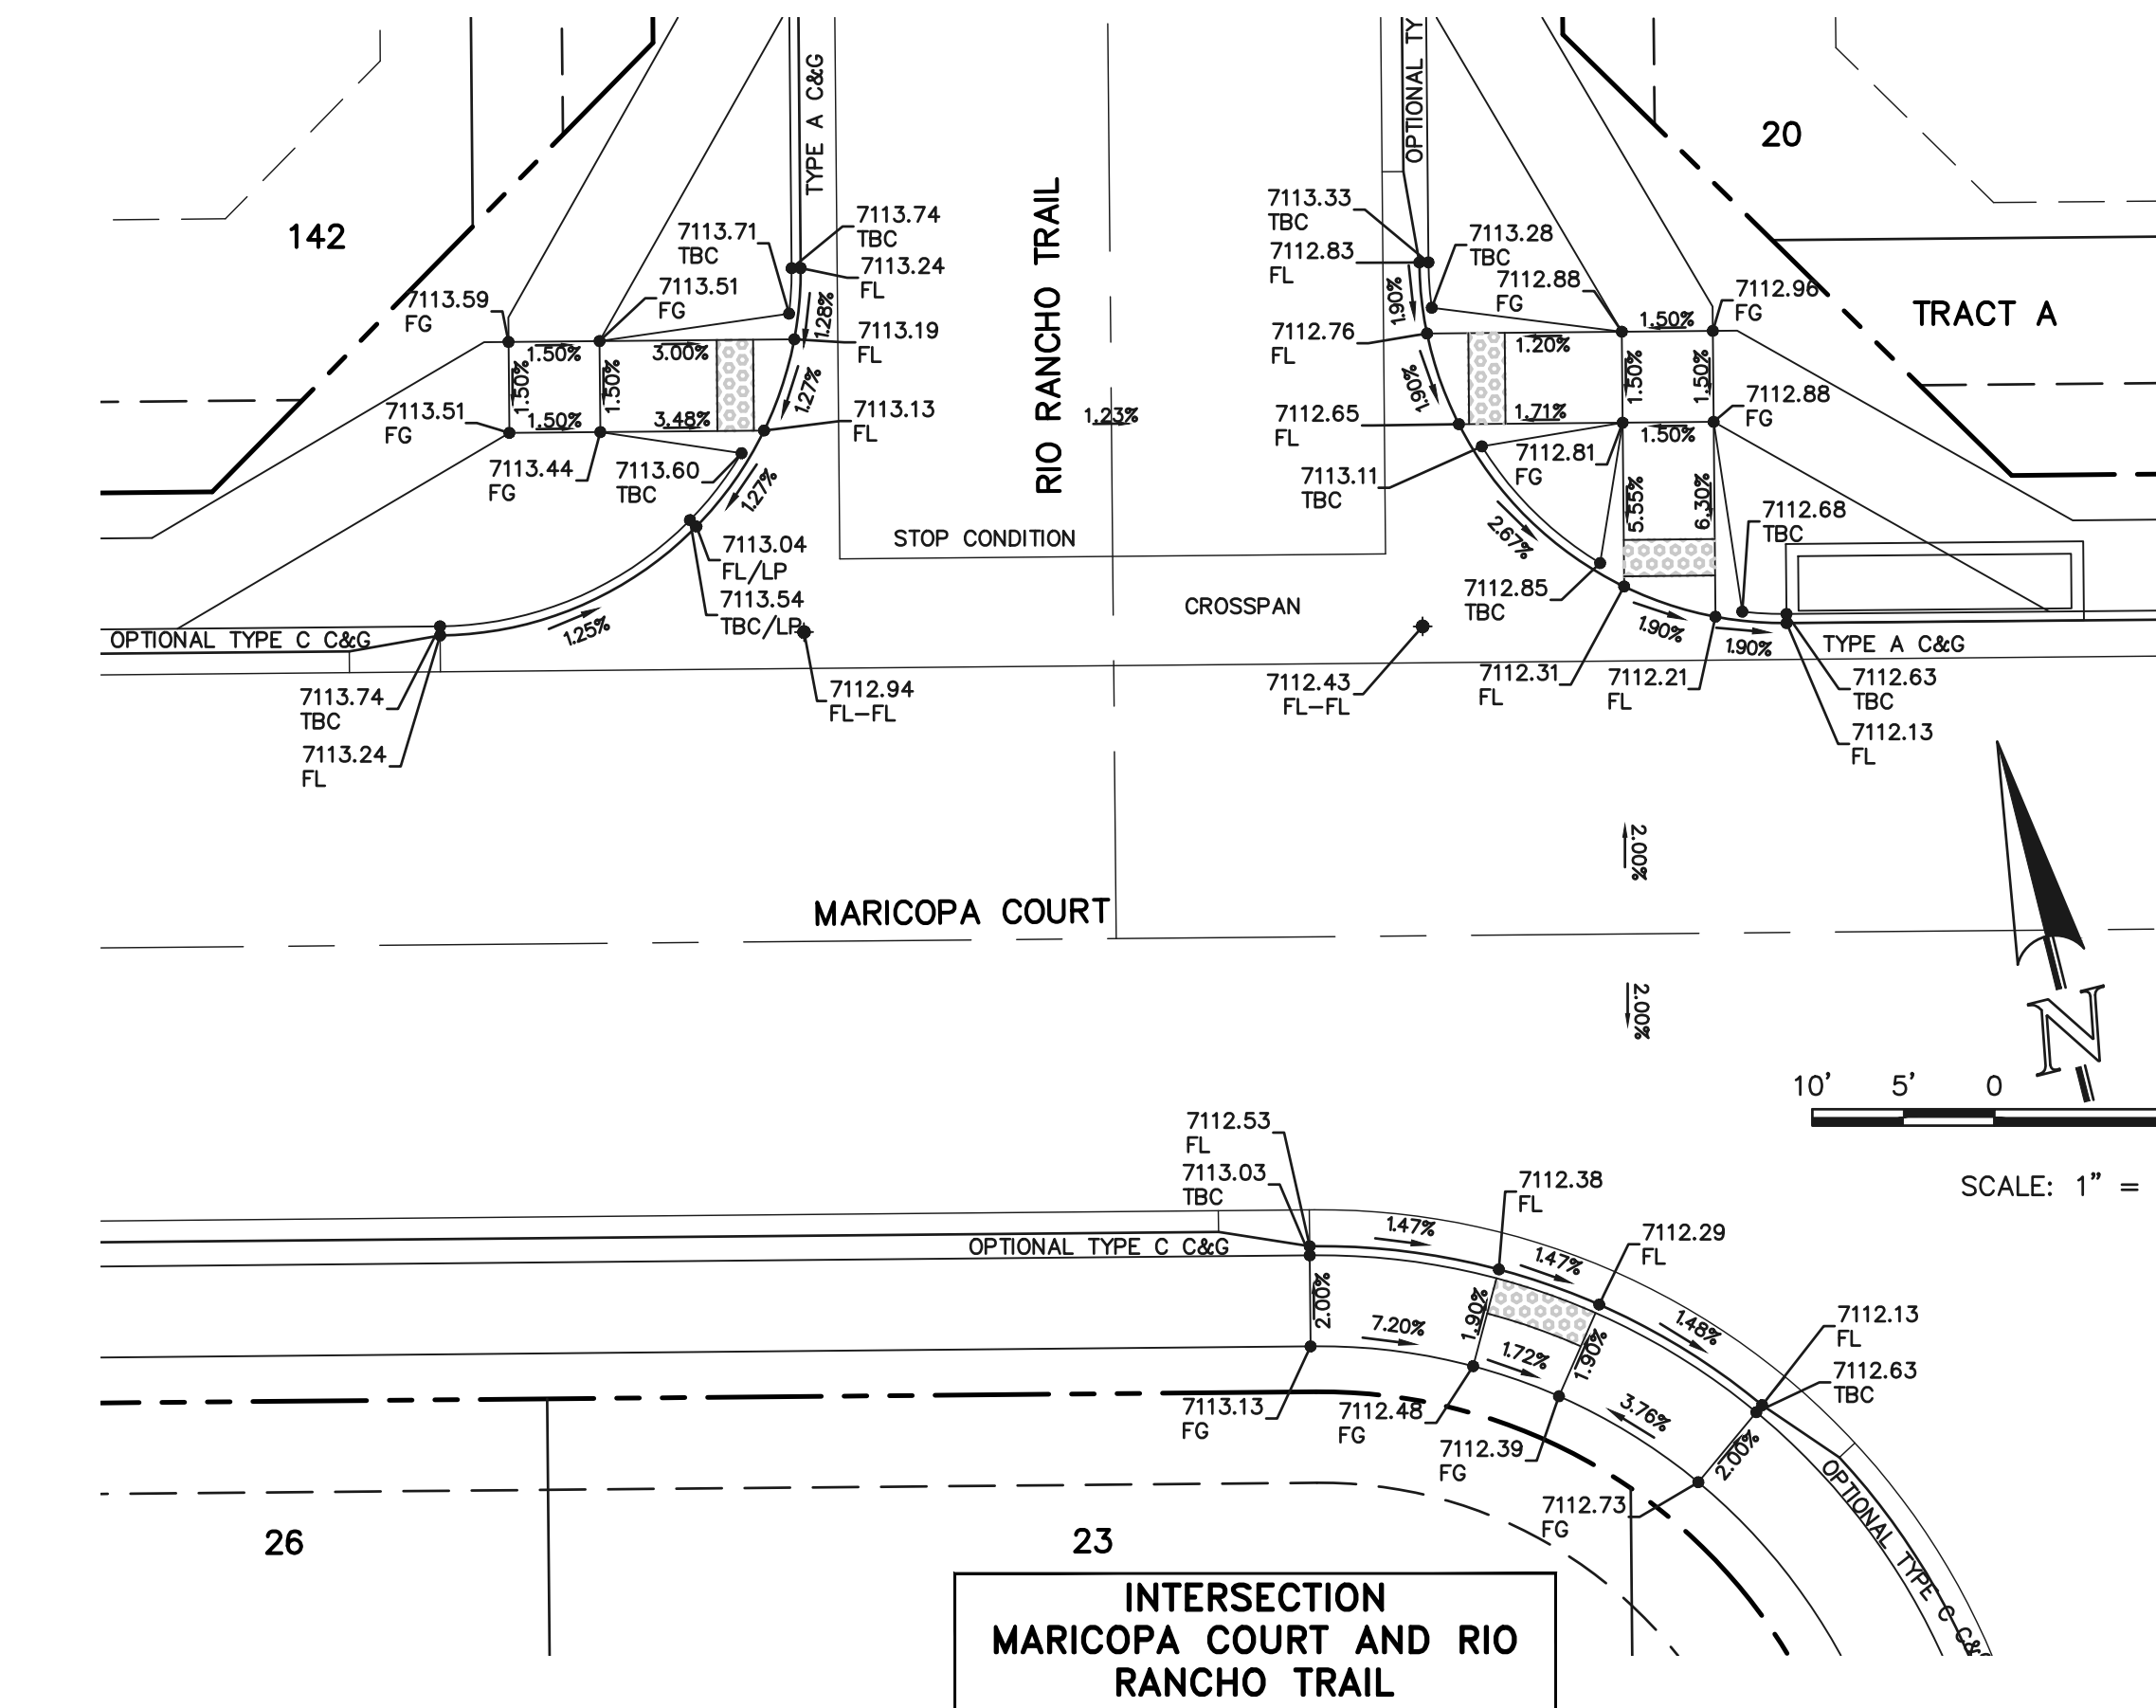 142
20
TRACT A
TYPE A C&G
OPTIONAL TY
RIO RANCHO TRAIL
7113.71
TBC
7113.74
TBC
7113.24
FL
7113.59
FG
7113.51
FG
1.28%
7113.19
FL
1.50%
3.00%
1.50%
1.50%
1.27%
7113.51
FG
1.50%
3.48%
7113.13
FL
7113.44
FG
7113.60
TBC
1.27%
7113.04
FL/LP
7113.54
TBC/LP
1.25%
OPTIONAL TYPE C C&G
7113.74
TBC
7113.24
FL
7112.94
FL-FL
1.23%
STOP CONDITION
CROSSPAN
7113.33
TBC
7112.83
FL
7113.28
TBC
7112.88
FG
7112.96
FG
1.90%
7112.76
FL
1.50%
1.20%
1.50%
1.50%
1.90%
7112.65
FL
1.71%
1.50%
7112.88
FG
7113.11
TBC
7112.81
FG
5.55%
6.30%
7112.68
TBC
2.67%
7112.85
TBC
1.90%
1.90%
TYPE A C&G
7112.43
FL-FL
7112.31
FL
7112.21
FL
7112.63
TBC
7112.13
FL
2.00%
MARICOPA COURT
2.00%
N
10'
5'
0
SCALE: 1" =
7112.53
FL
7113.03
TBC
7112.38
FL
7112.29
FL
1.47%
1.47%
OPTIONAL TYPE C C&G
2.00%
7.20%
1.90%
1.72%
1.90%
1.48%
7112.13
FL
7112.63
TBC
7113.13
FG
7112.48
FG
7112.39
FG
3.76%
2.00%
7112.73
FG
OPTIONAL TYPE C C&G
26
23
INTERSECTION
MARICOPA COURT AND RIO
RANCHO TRAIL